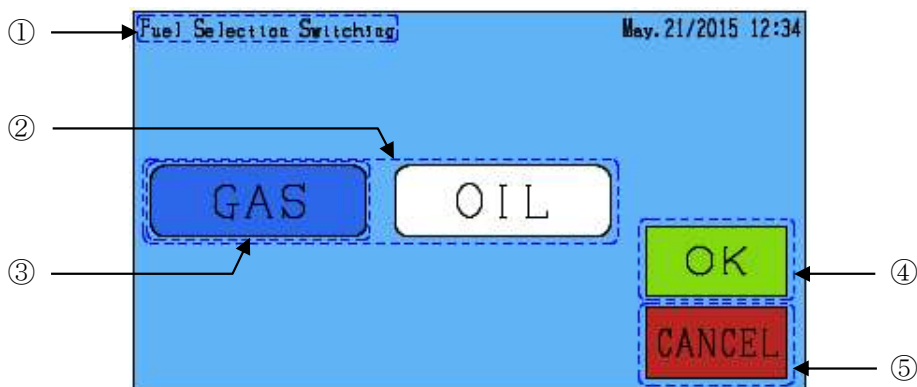 ① Fuel Selection Switching May.21/2015 12:34
②
GAS OIL
③ OK ④
CANCEL ⑤